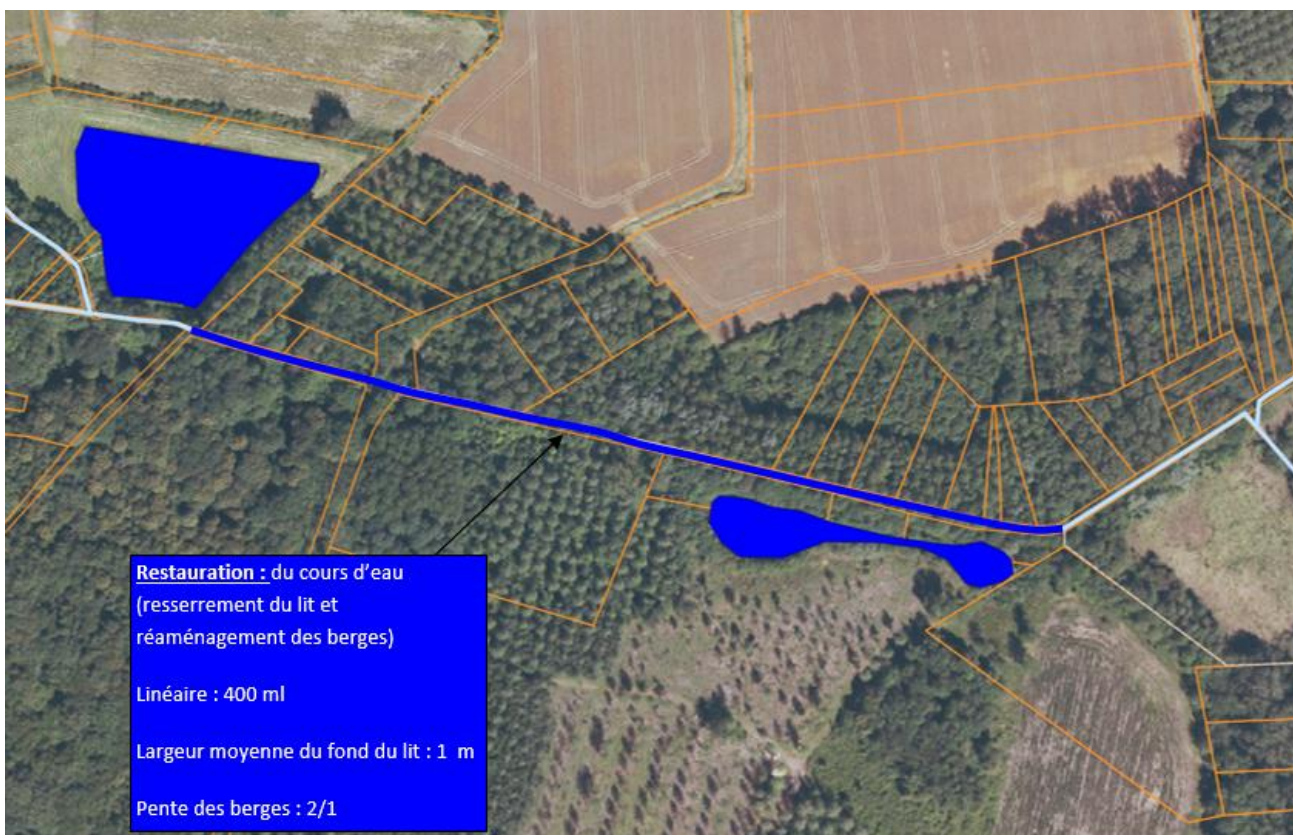 Restauration : du cours d'eau
(resserrement du lit et
réaménagement des berges)
Linéaire : 400 ml
Largeur moyenne du fond du lit : 1 m
Pente des berges : 2/1